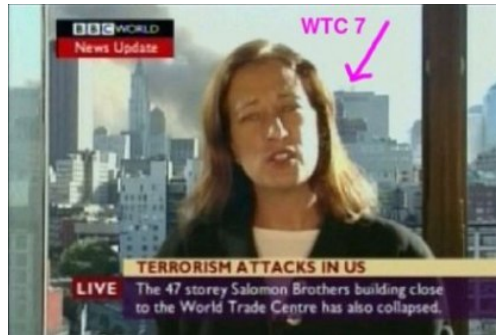 BBC WORLD
News Update
WTC 7
TERRORISM ATTACKS IN US
LIVE
The 47 storey Salomon Brothers building close
to the World Trade Centre has also collapsed.